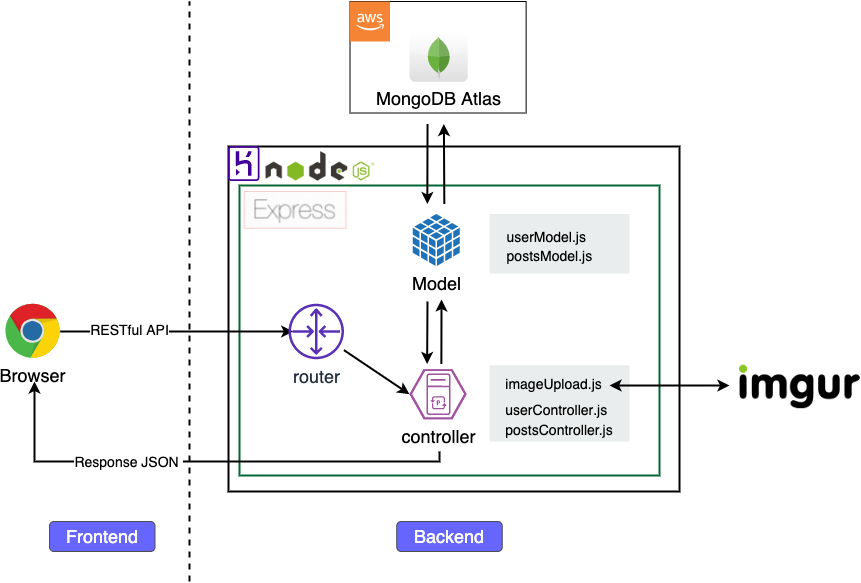 aws
MongoDB Atlas
node
JS
Express
userModel.js
postsModel.js
Model
RESTful API
Browser
router
imageUpload.js
imgur
userController.js
postsController.js
P
controller
Response JSON
Frontend
Backend